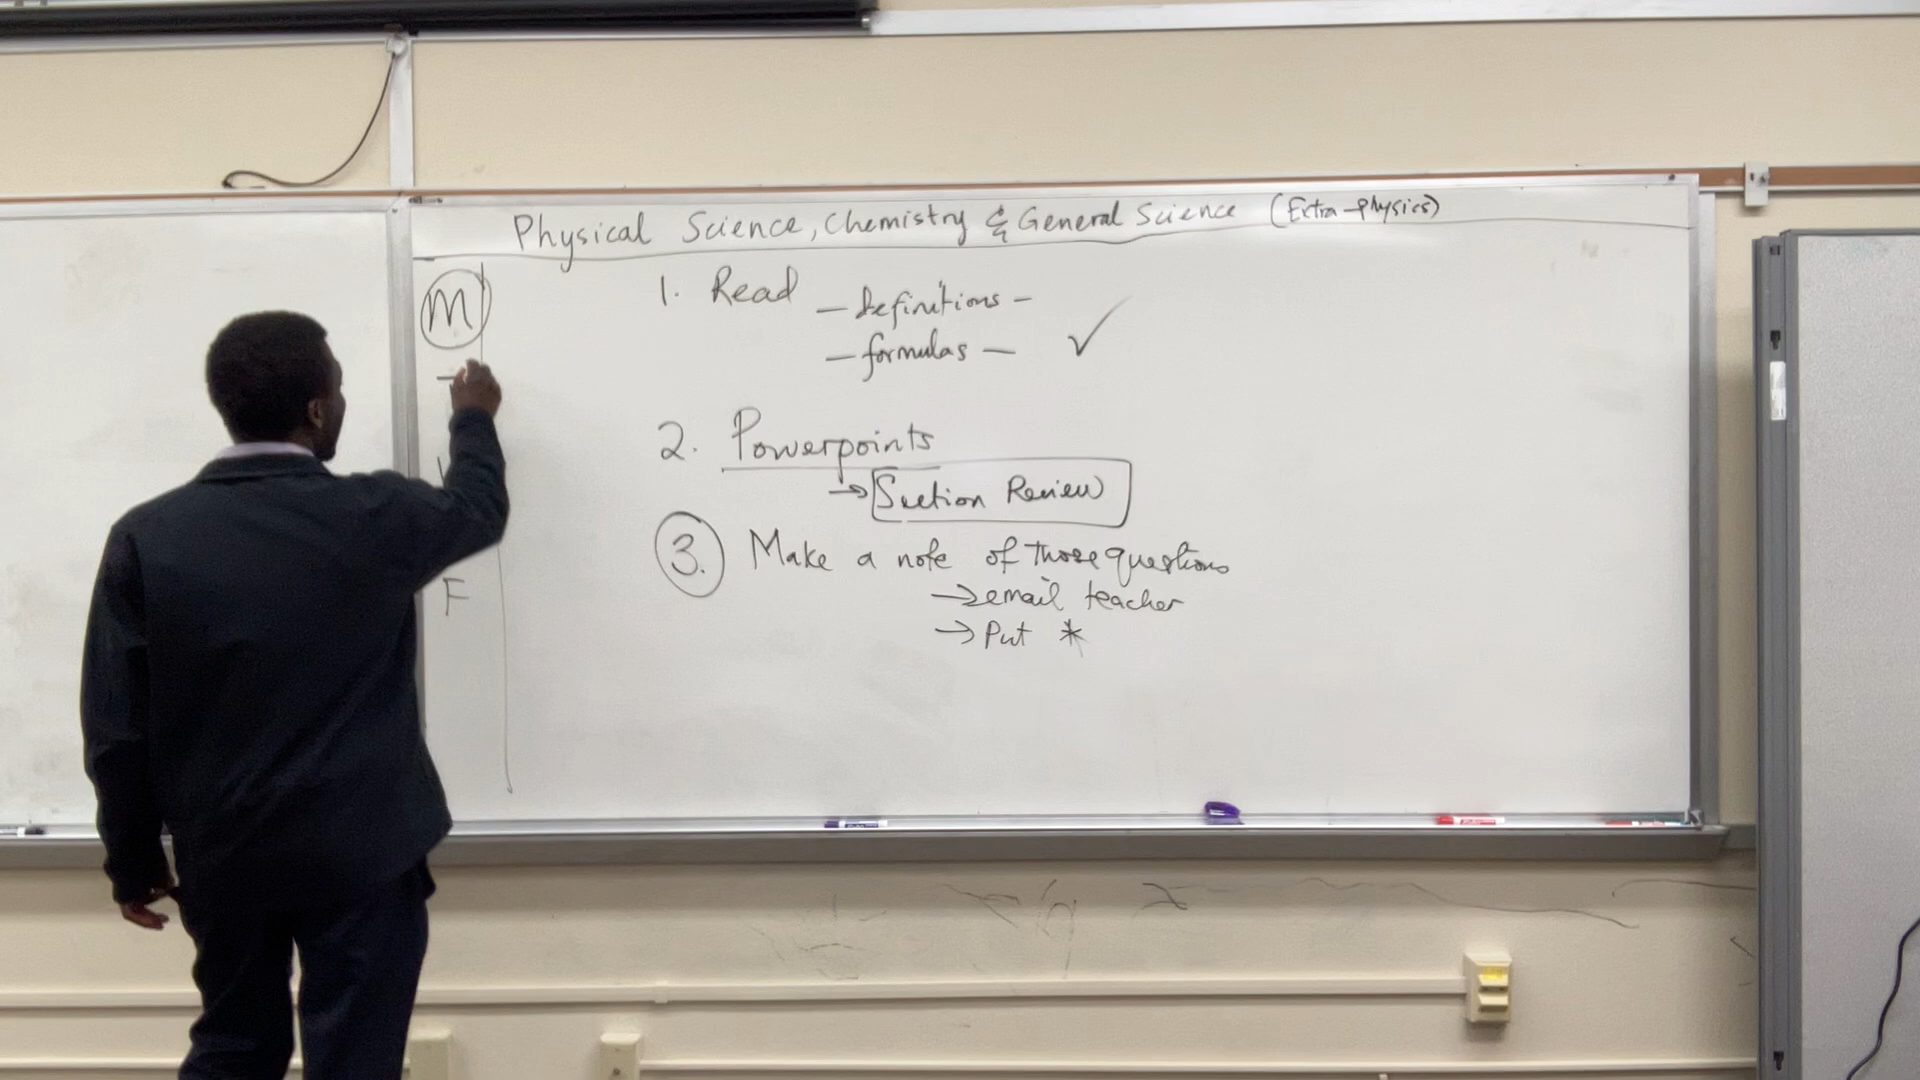 Physical Science, Chemistry & General Science (Extra-physics)
M
1. Read
– definitions –
– formulas – ✓
T
2. Powerpoints
→ Section Review
3. Make a note of those questions
F
→ email teacher
→ Put *